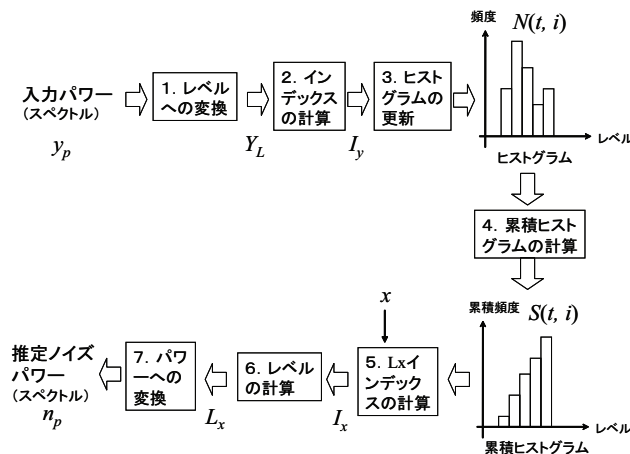 頻度
N(t, i)
入力パワー
(スペクトル)
y_p
1. レベル
への変換
Y_L
2. イン
デックス
の計算
I_y
3. ヒスト
グラムの
更新
レベル
ヒストグラム
4. 累積ヒスト
グラムの計算
累積頻度
S(t, i)
x
推定ノイズ
パワー
(スペクトル)
n_p
7. パワ
ーへの
変換
L_x
6. レベル
の計算
I_x
5. Lxイ
ンデック
スの計算
レベル
累積ヒストグラム